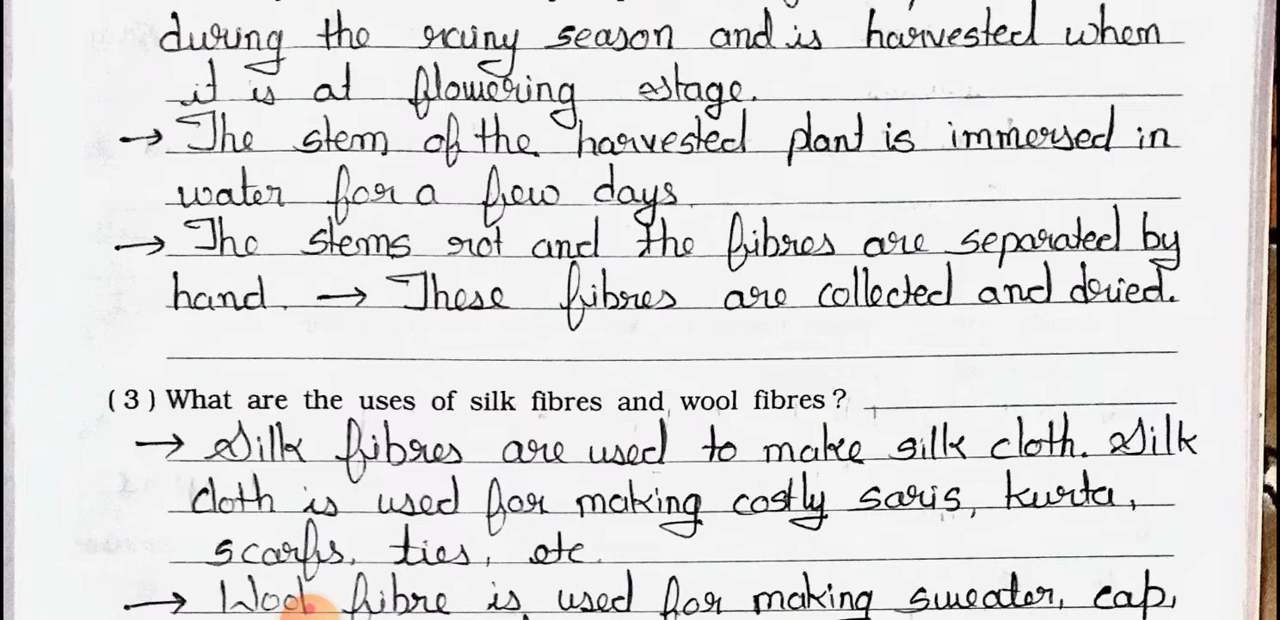 during the rainy season and is harvested when
it is at flowering stage.
→ The stem of the harvested plant is immersed in
water for a few days
→ The stems rot and the fibres are separated by
hand. → These fibres are collected and dried.
( 3 ) What are the uses of silk fibres and wool fibres ?
→ Silk fibres are used to make silk cloth. Silk
cloth is used for making costly saris, kurta,
scarfs, ties, etc.
→ Wool fibre is used for making sweater, cap,